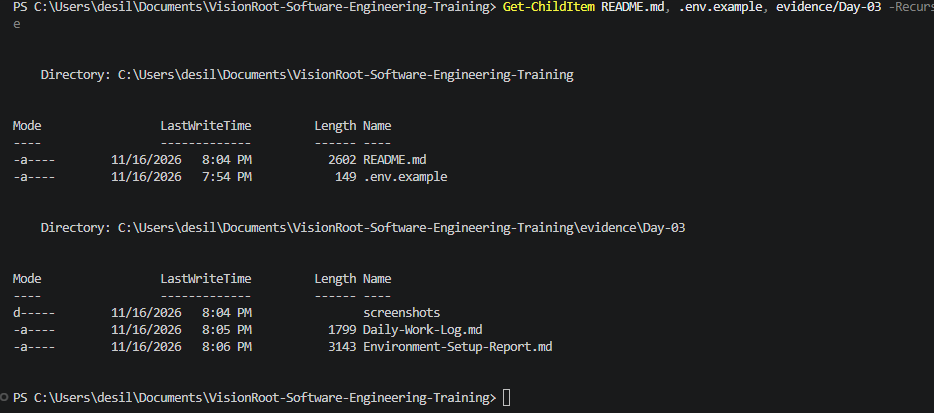 PS C:\Users\desil\Documents\VisionRoot-Software-Engineering-Training> Get-ChildItem README.md, .env.example, evidence/Day-03 -Recurs
e
Directory: C:\Users\desil\Documents\VisionRoot-Software-Engineering-Training
Mode LastWriteTime Length Name
---- ------------- ------ ----
-a---- 11/16/2026 8:04 PM 2602 README.md
-a---- 11/16/2026 7:54 PM 149 .env.example
Directory: C:\Users\desil\Documents\VisionRoot-Software-Engineering-Training\evidence\Day-03
Mode LastWriteTime Length Name
---- ------------- ------ ----
d----- 11/16/2026 8:04 PM screenshots
-a---- 11/16/2026 8:05 PM 1799 Daily-Work-Log.md
-a---- 11/16/2026 8:06 PM 3143 Environment-Setup-Report.md
PS C:\Users\desil\Documents\VisionRoot-Software-Engineering-Training>